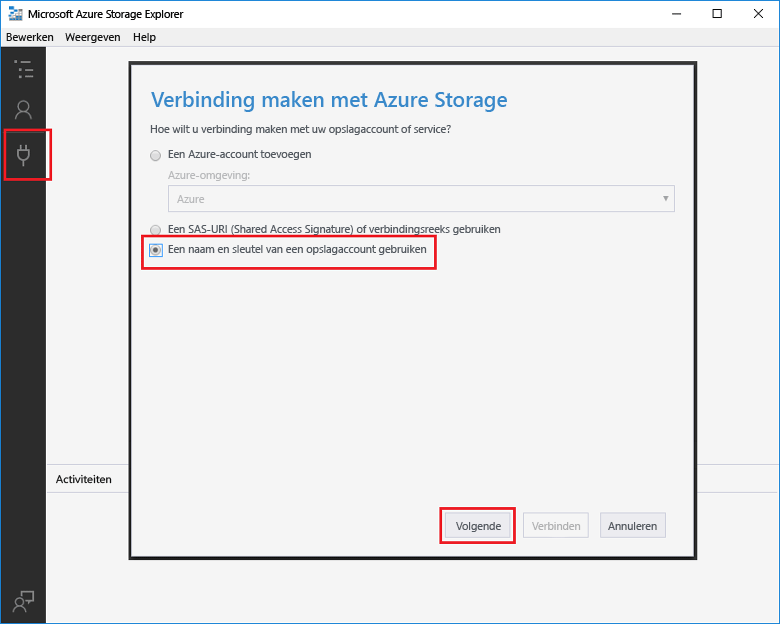 Microsoft Azure Storage Explorer
Bewerken Weergeven Help
Verbinding maken met Azure Storage
Hoe wilt u verbinding maken met uw opslagaccount of service?
Een Azure-account toevoegen
Azure-omgeving:
Azure
Een SAS-URI (Shared Access Signature) of verbindingsreeks gebruiken
Een naam en sleutel van een opslagaccount gebruiken
Activiteiten
Volgende Verbinden Annuleren